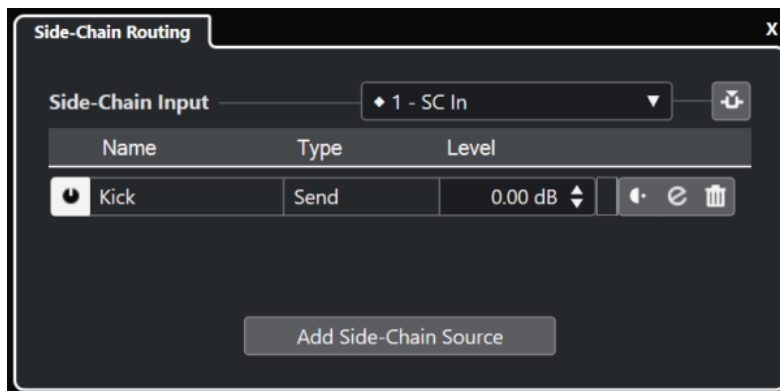 Side-Chain Routing X
Side-Chain Input 1 - SC In
Name Type Level
Kick Send 0.00 dB e
Add Side-Chain Source